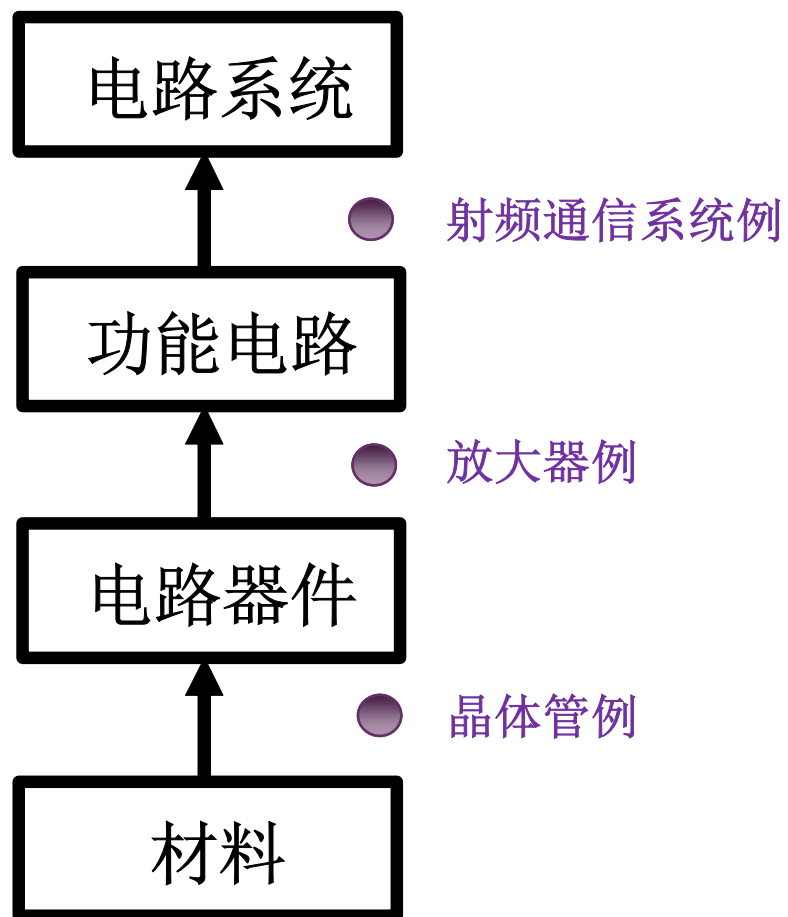 电路系统
射频通信系统例
功能电路
放大器例
电路器件
晶体管例
材料